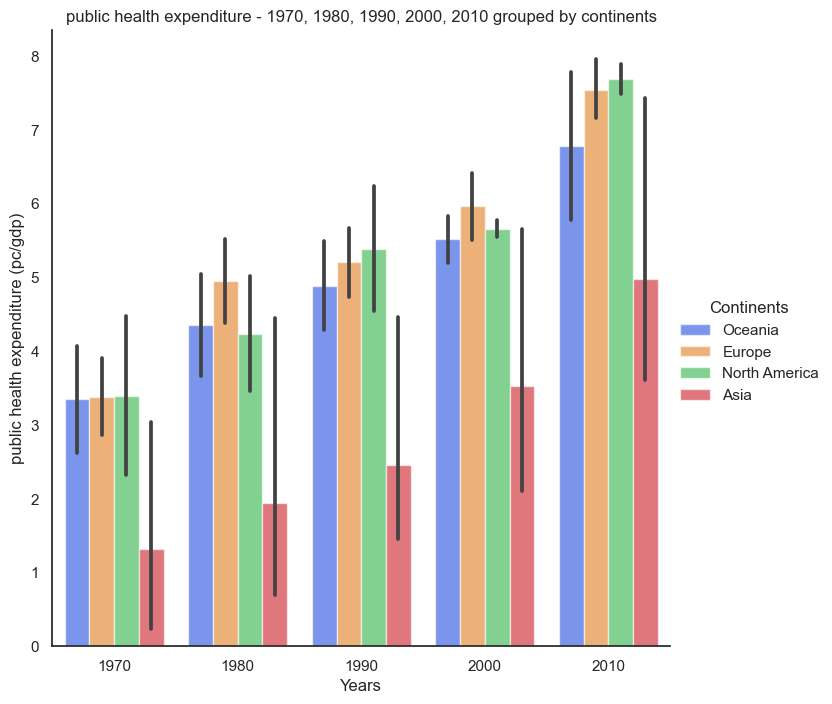 public health expenditure - 1970, 1980, 1990, 2000, 2010 grouped by continents
public health expenditure (pc/gdp)
8
7
6
5
4
3
2
1
0
1970 1980 1990 2000 2010
Years
Continents
Oceania
Europe
North America
Asia